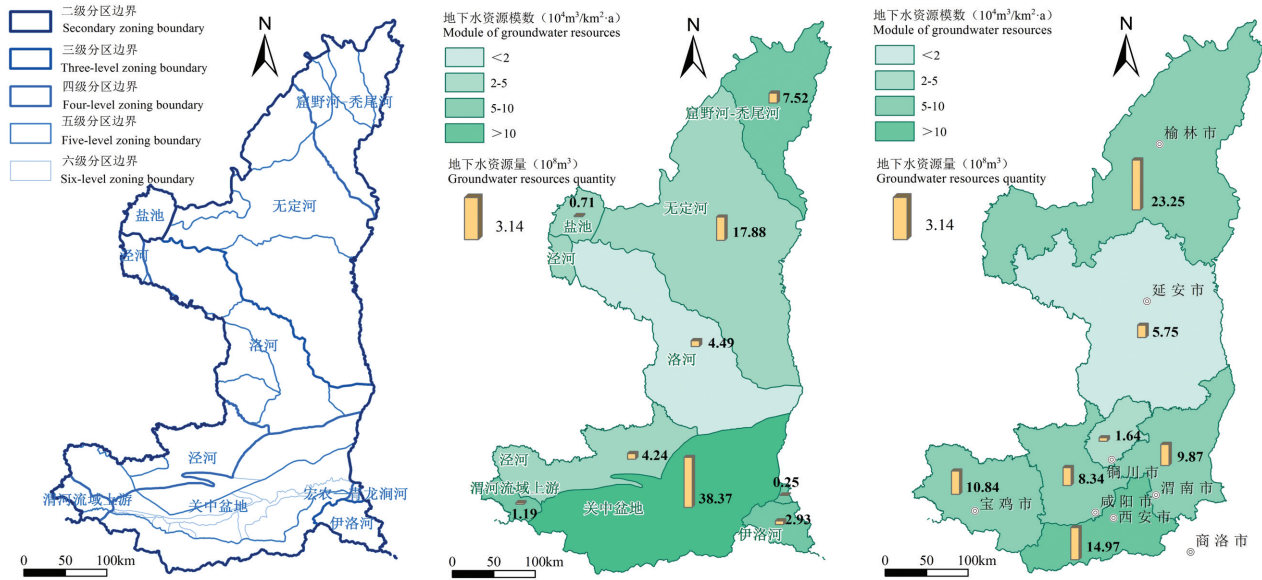 二级分区边界
Secondary zoning boundary
三级分区边界
Three-level zoning boundary
四级分区边界
Four-level zoning boundary
五级分区边界
Five-level zoning boundary
六级分区边界
Six-level zoning boundary
N
窟野河-秃尾河
无定河
盐池
泾河
洛河
泾河
渭河流域上游
关中盆地
宏农
青龙涧河
伊洛河
0 50 100km
地下水资源模数（10⁴m³/km²·a）
Module of groundwater resources
<2
2-5
5-10
>10
地下水资源量（10⁸m³）
Groundwater resources quantity
3.14
N
7.52
窟野河-秃尾河
0.71
盐池
无定河
17.88
泾河
4.49
洛河
泾河
4.24
渭河流域上游
1.19
38.37
关中盆地
0.25
2.93
伊洛河
0 50 100km
地下水资源模数（10⁴m³/km²·a）
Module of groundwater resources
<2
2-5
5-10
>10
地下水资源量（10⁸m³）
Groundwater resources quantity
3.14
N
榆林市
23.25
延安市
5.75
1.64
铜川市
9.87
8.34
10.84
渭南市
宝鸡市
咸阳市
西安市
14.97
商洛市
0 50 100km